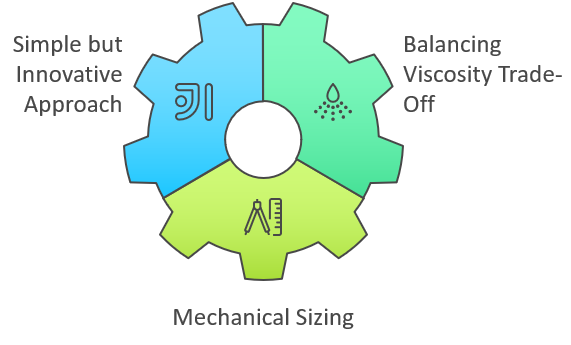 Simple but
Innovative
Approach
Balancing
Viscosity Trade-
Off
Mechanical Sizing